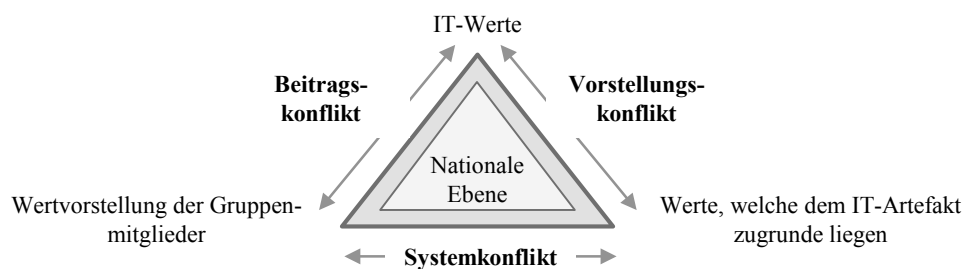 IT-Werte
Beitrags-
konflikt
Vorstellungs-
konflikt
Nationale
Ebene
Wertvorstellung der Gruppen-
mitglieder
Werte, welche dem IT-Artefakt
zugrunde liegen
Systemkonflikt